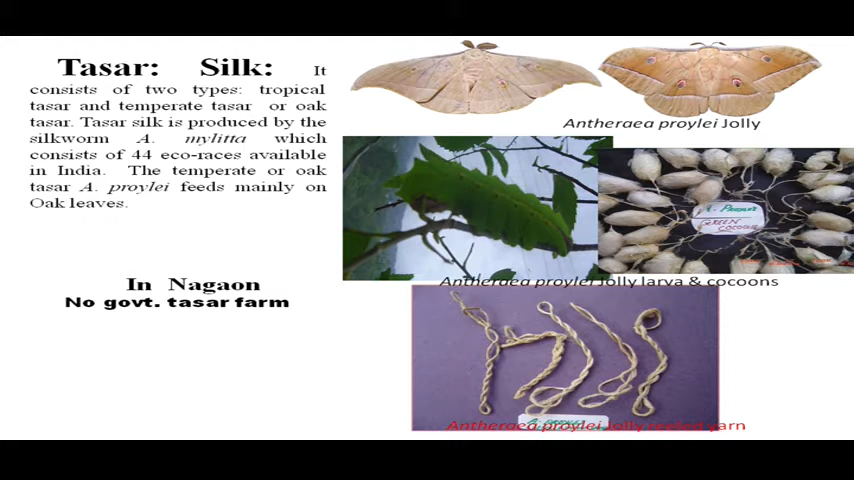 Tasar: Silk: It
consists of two types: tropical
tasar and temperate tasar or oak
tasar. Tasar silk is produced by the
silkworm A. mylitta which
consists of 44 eco-races available
in India. The temperate or oak
tasar A. proylei feeds mainly on
Oak leaves.
In Nagaon
No govt. tasar farm
Antheraea proylei Jolly
A. Proylei
GREEN
COCOONS
Antheraea proylei Jolly larva & cocoons
Antheraea proylei Jolly reeled yarn